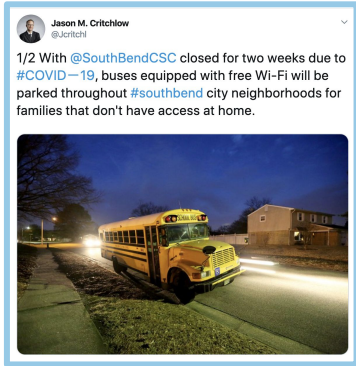 Jason M. Critchlow
@Jcritchl
1/2 With @SouthBendCSC closed for two weeks due to
#COVID—19, buses equipped with free Wi-Fi will be
parked throughout #southbend city neighborhoods for
families that don't have access at home.